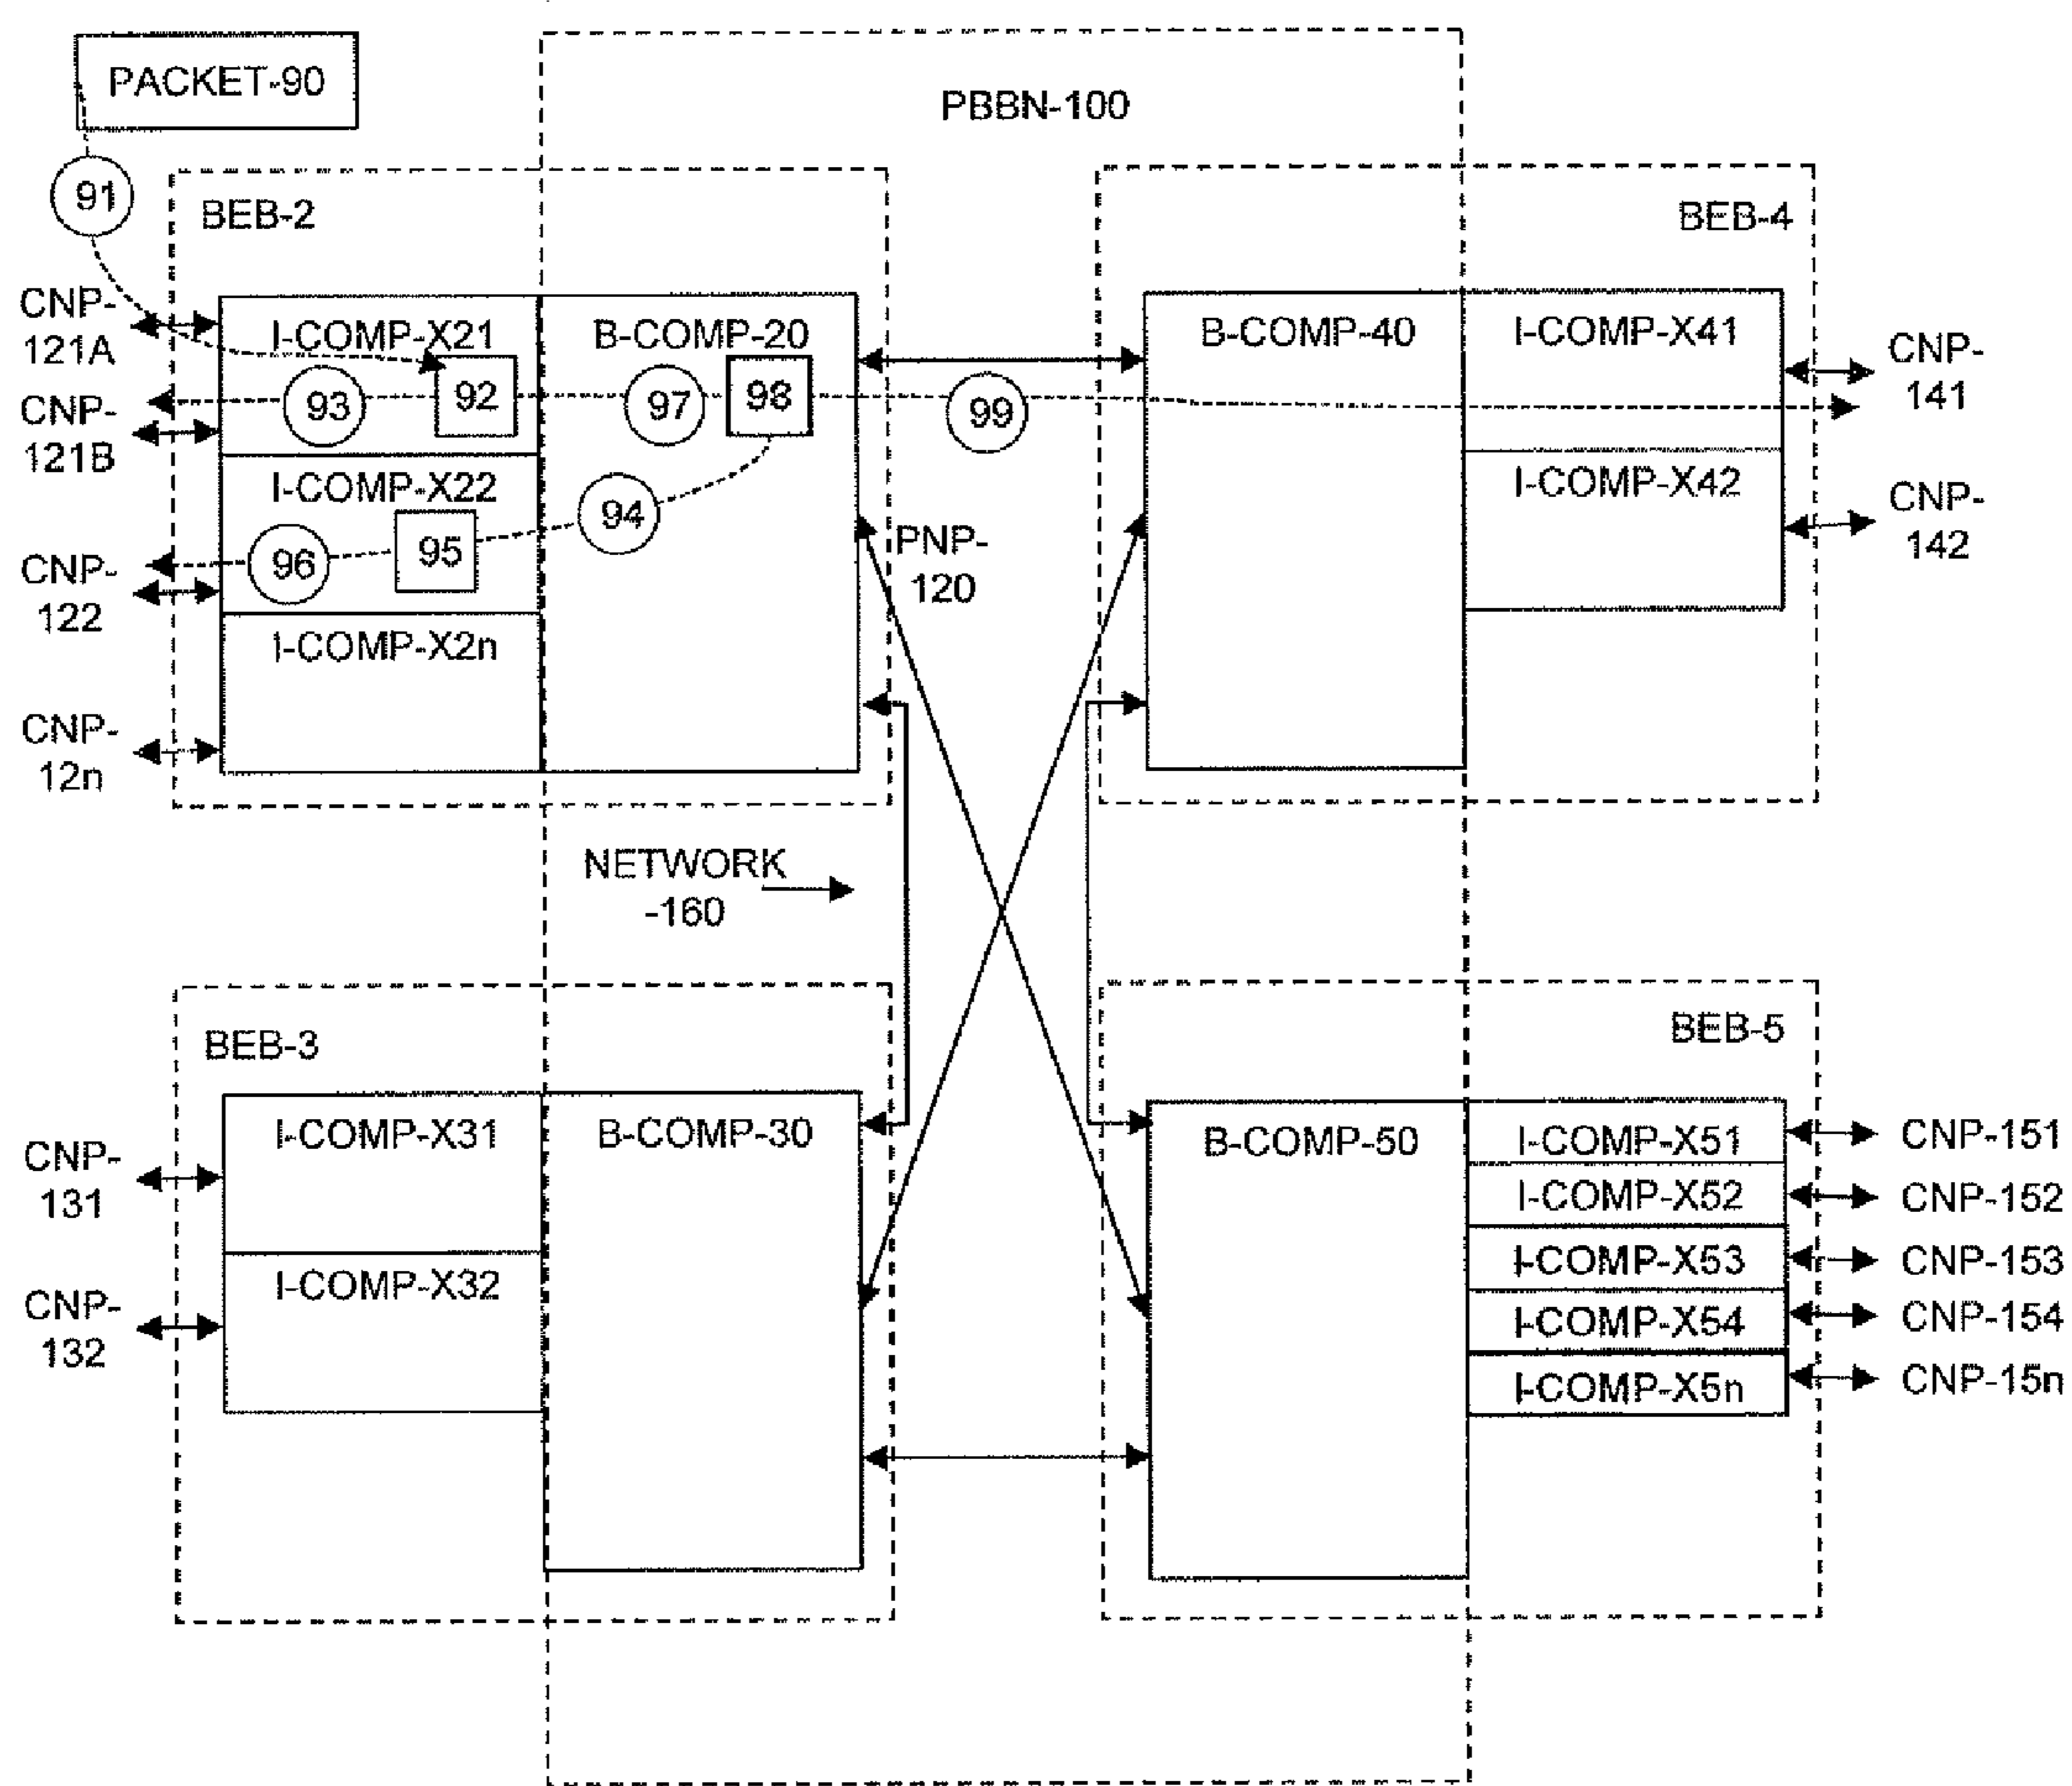 PACKET-90
PBBN-100
91
BEB-2
BEB-4
CNP-
121A
I-COMP-X21
B-COMP-20
B-COMP-40
I-COMP-X41
CNP-
141
93
92
97
98
99
CNP-
121B
I-COMP-X22
94
I-COMP-X42
CNP-
142
96
95
PNP-
120
CNP-
122
I-COMP-X2n
CNP-
12n
NETWORK
-160
BEB-3
BEB-5
I-COMP-X31
B-COMP-30
B-COMP-50
I-COMP-X51
CNP-151
CNP-
131
I-COMP-X52
CNP-152
I-COMP-X53
CNP-153
I-COMP-X32
CNP-
132
I-COMP-X54
CNP-154
I-COMP-X5n
CNP-15n